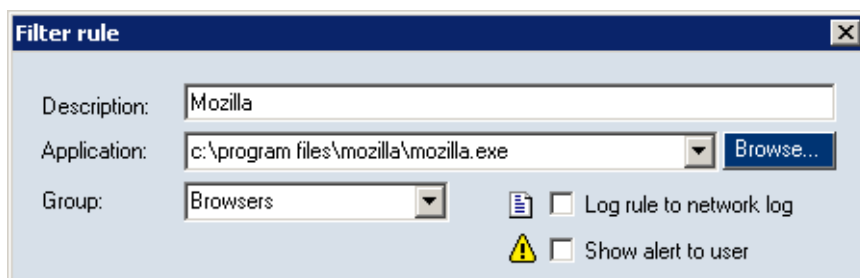 Filter rule
Description: Mozilla
Application: c:\program files\mozilla\mozilla.exe Browse...
Group: Browsers Log rule to network log
Show alert to user